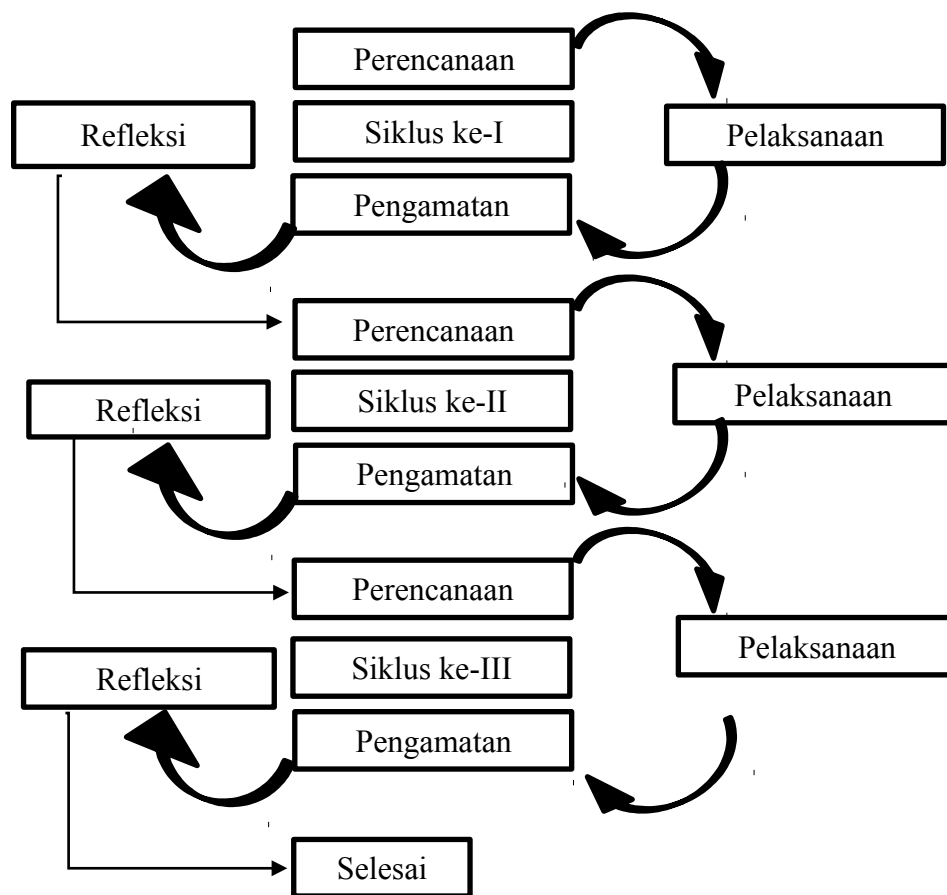 Perencanaan
Refleksi
Siklus ke-I
Pelaksanaan
Pengamatan
Perencanaan
Refleksi
Siklus ke-II
Pelaksanaan
Pengamatan
Perencanaan
Pelaksanaan
Refleksi
Siklus ke-III
Pengamatan
Selesai